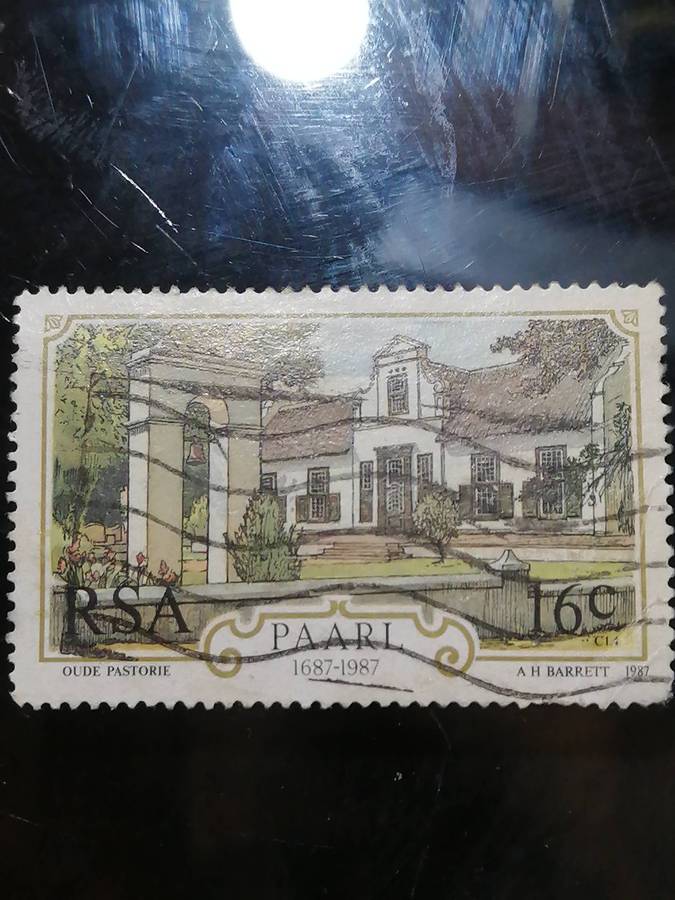 RSA
16c
PAARL
1687-1987
OUDE PASTORIE
A H BARRETT 1987